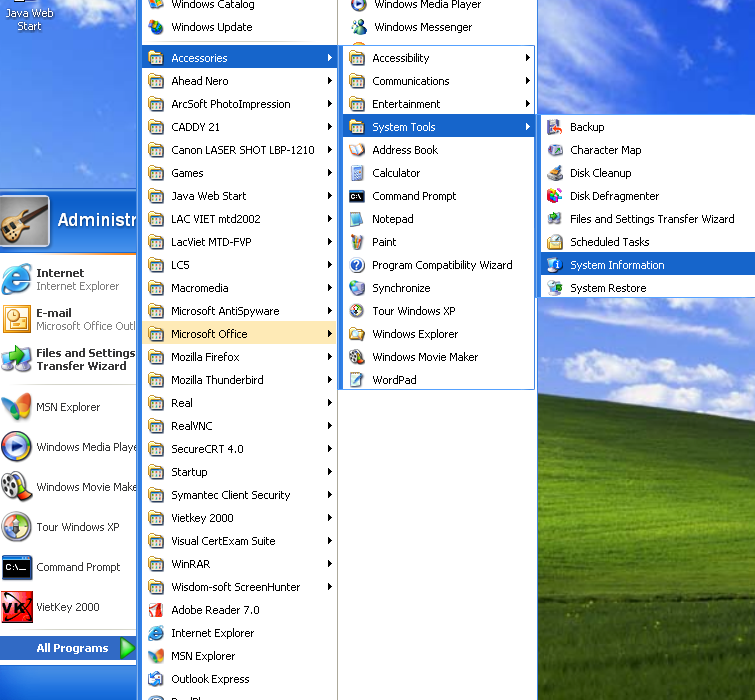 Java Web
Start
Administr
Internet
Internet Explorer
E-mail
Microsoft Office Outl
Files and Settings
Transfer Wizard
MSN Explorer
Windows Media Playe
Windows Movie Make
Tour Windows XP
C:\_
Command Prompt
VK
VietKey 2000
All Programs
Windows Catalog
Windows Update
Accessories
Ahead Nero
ArcSoft PhotoImpression
CADDY 21
Canon LASER SHOT LBP-1210
Games
Java Web Start
LAC VIET mtd2002
LacViet MTD-FVP
LC5
Macromedia
Microsoft AntiSpyware
Microsoft Office
Mozilla Firefox
Mozilla Thunderbird
Real
RealVNC
SecureCRT 4.0
Startup
Symantec Client Security
Vietkey 2000
Visual CertExam Suite
WinRAR
Wisdom-soft ScreenHunter
Adobe Reader 7.0
Internet Explorer
MSN Explorer
Outlook Express
Windows Media Player
Windows Messenger
Accessibility
Communications
Entertainment
System Tools
Address Book
Calculator
Command Prompt
Notepad
Paint
Program Compatibility Wizard
Synchronize
Tour Windows XP
Windows Explorer
Windows Movie Maker
WordPad
Backup
Character Map
Disk Cleanup
Disk Defragmenter
Files and Settings Transfer Wizard
Scheduled Tasks
System Information
System Restore